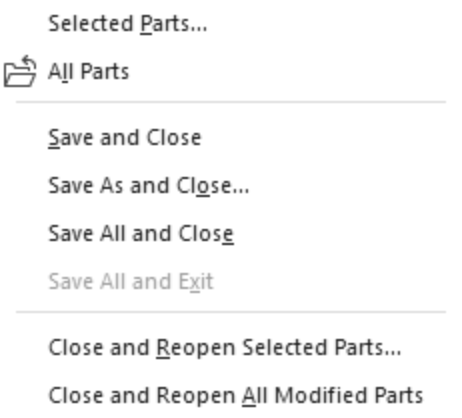 Selected Parts...
All Parts
Save and Close
Save As and Close...
Save All and Close
Save All and Exit
Close and Reopen Selected Parts...
Close and Reopen All Modified Parts